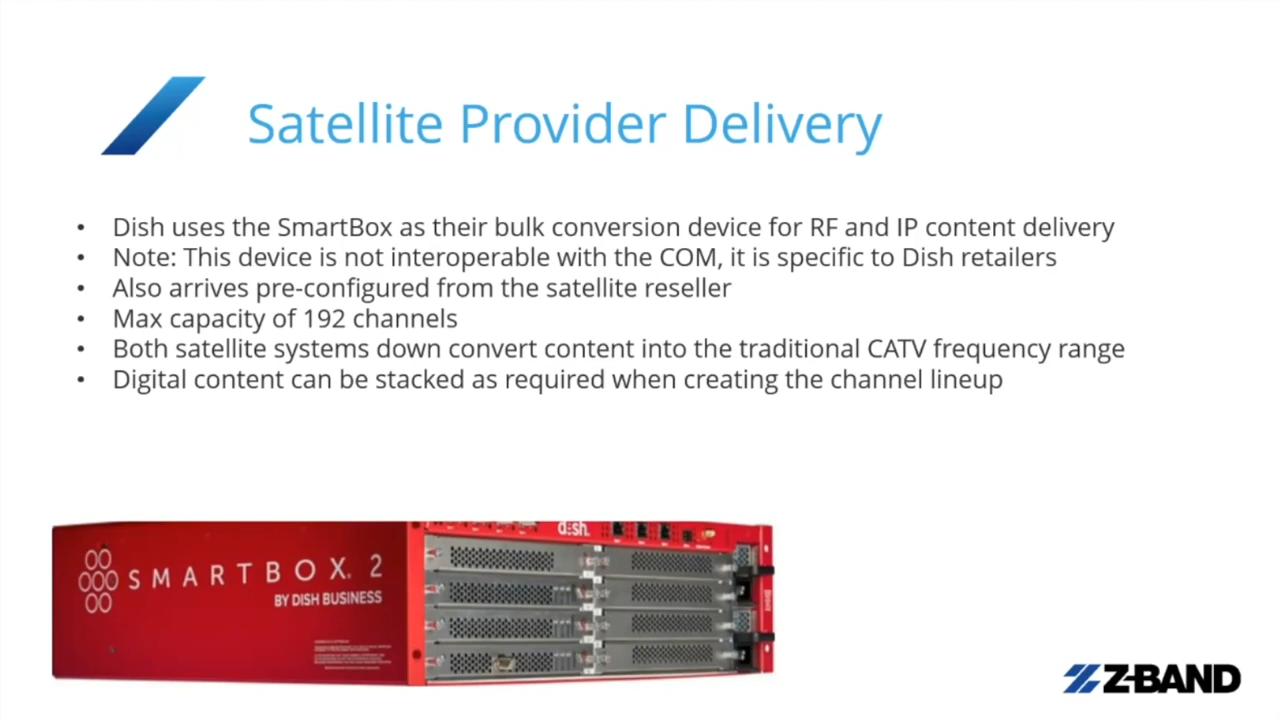 Satellite Provider Delivery
• Dish uses the SmartBox as their bulk conversion device for RF and IP content delivery
• Note: This device is not interoperable with the COM, it is specific to Dish retailers
• Also arrives pre-configured from the satellite reseller
• Max capacity of 192 channels
• Both satellite systems down convert content into the traditional CATV frequency range
• Digital content can be stacked as required when creating the channel lineup
dish
SMARTBOX. 2
BY DISH BUSINESS
Z-BAND